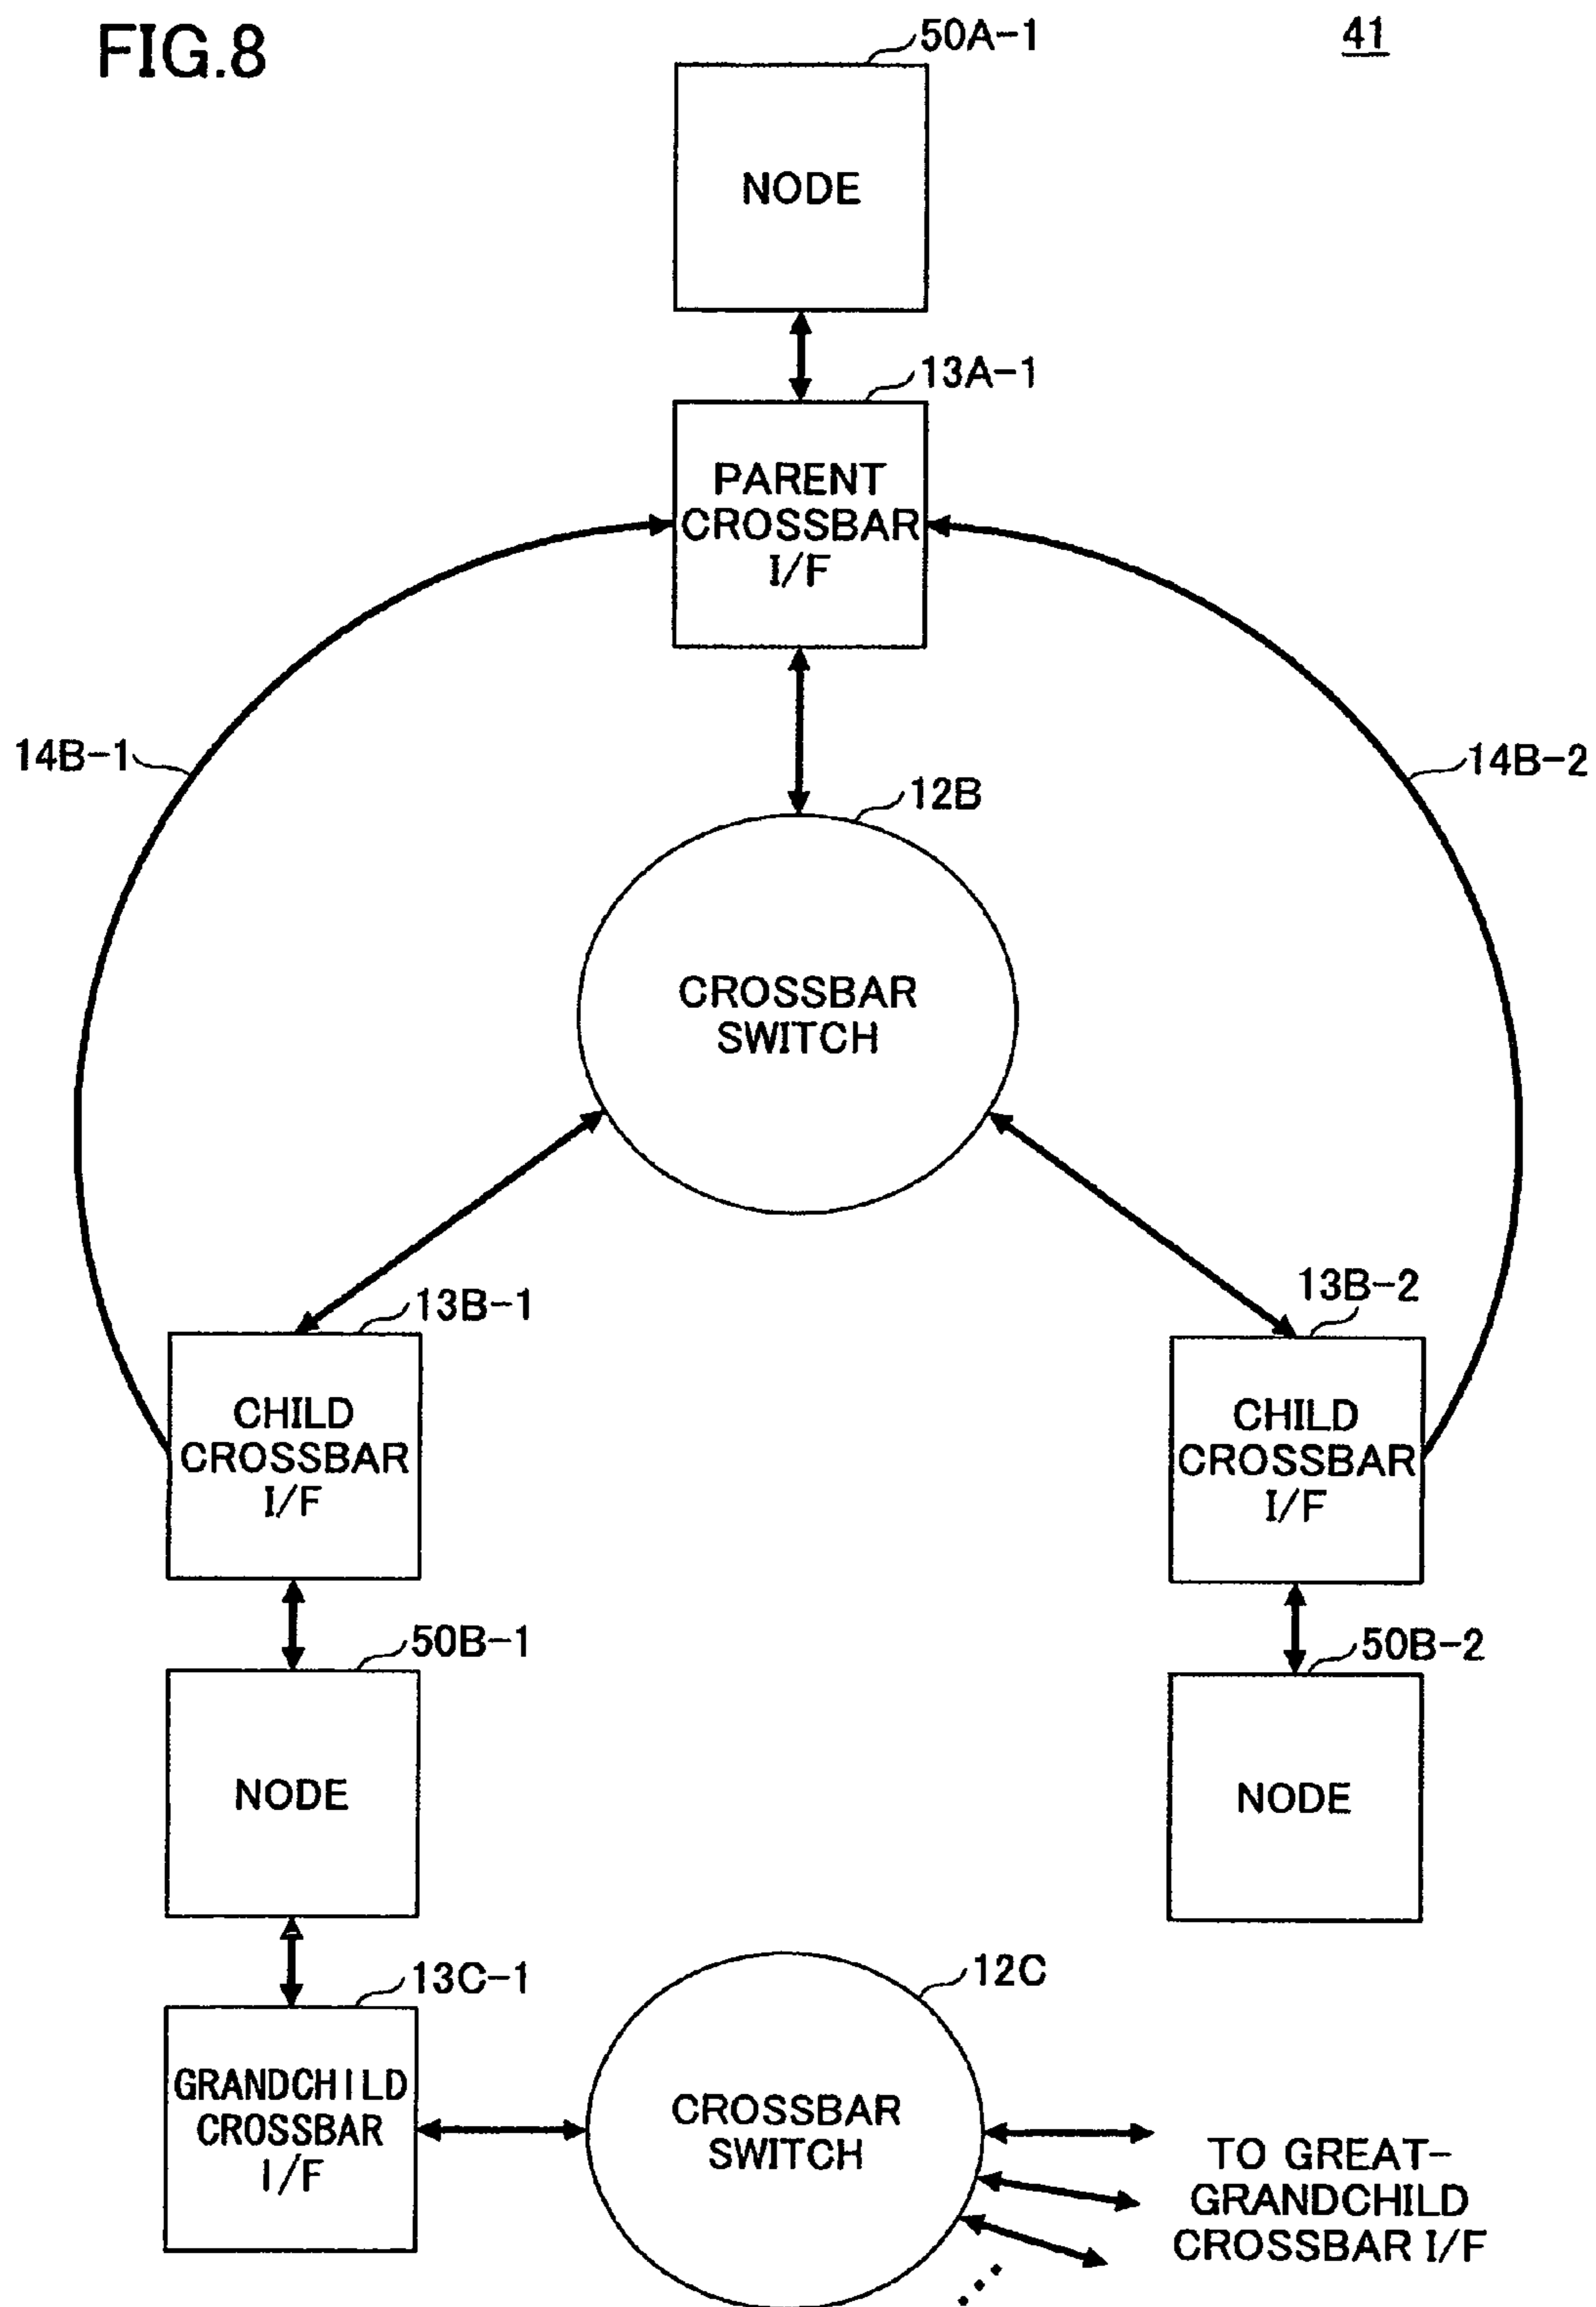 FIG.8
41
50A-1
NODE
13A-1
PARENT
CROSSBAR
I/F
14B-1
14B-2
12B
CROSSBAR
SWITCH
13B-1
13B-2
CHILD
CROSSBAR
I/F
CHILD
CROSSBAR
I/F
50B-1
50B-2
NODE
NODE
13C-1
12C
GRANDCHILD
CROSSBAR
I/F
CROSSBAR
SWITCH
TO GREAT-
GRANDCHILD
CROSSBAR I/F